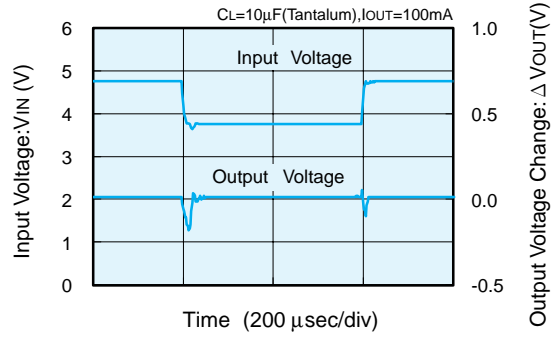 CL=10μF(Tantalum),IOUT=100mA
Input Voltage:VIN (V)
6
5
4
3
2
1
0
Input Voltage
Output Voltage
1.0
0.5
0.0
-0.5
Output Voltage Change: Δ VOUT(V)
Time (200 μsec/div)